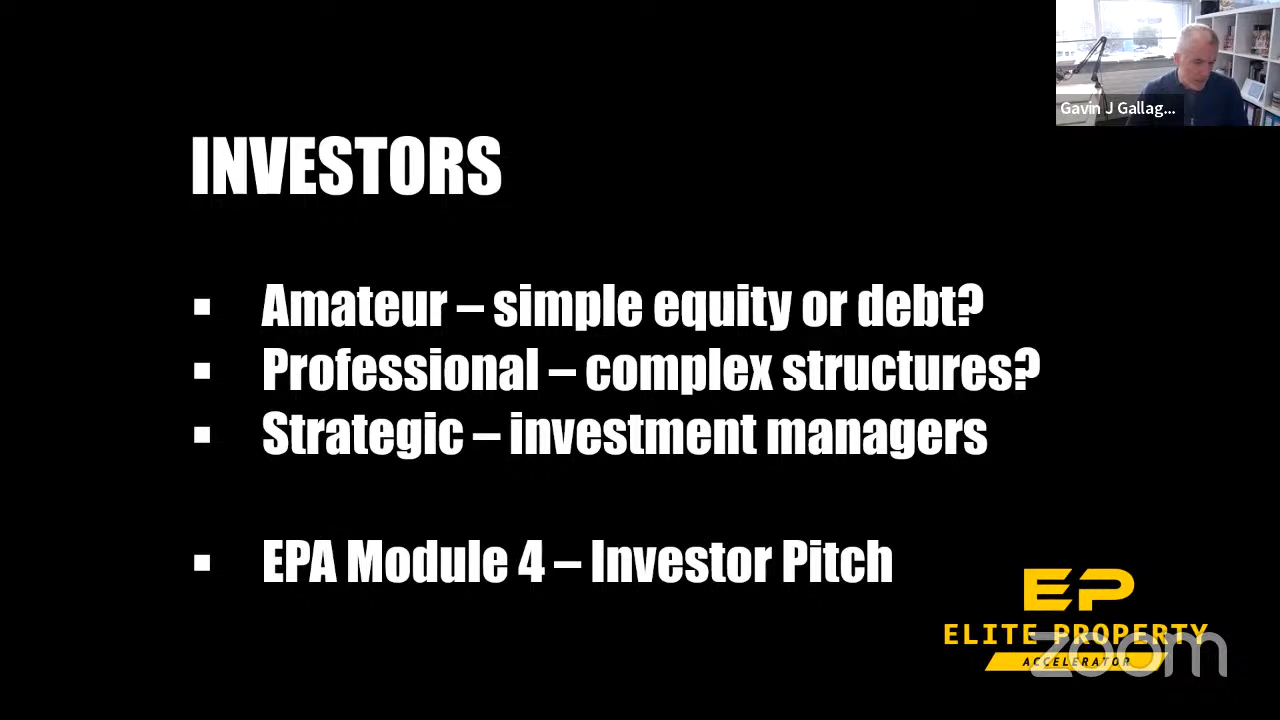 Gavin J Gallag...
INVESTORS
▪ Amateur – simple equity or debt?
▪ Professional – complex structures?
▪ Strategic – investment managers
▪ EPA Module 4 – Investor Pitch
EP
ELITE PROPERTY
ACCELERATOR
zoom